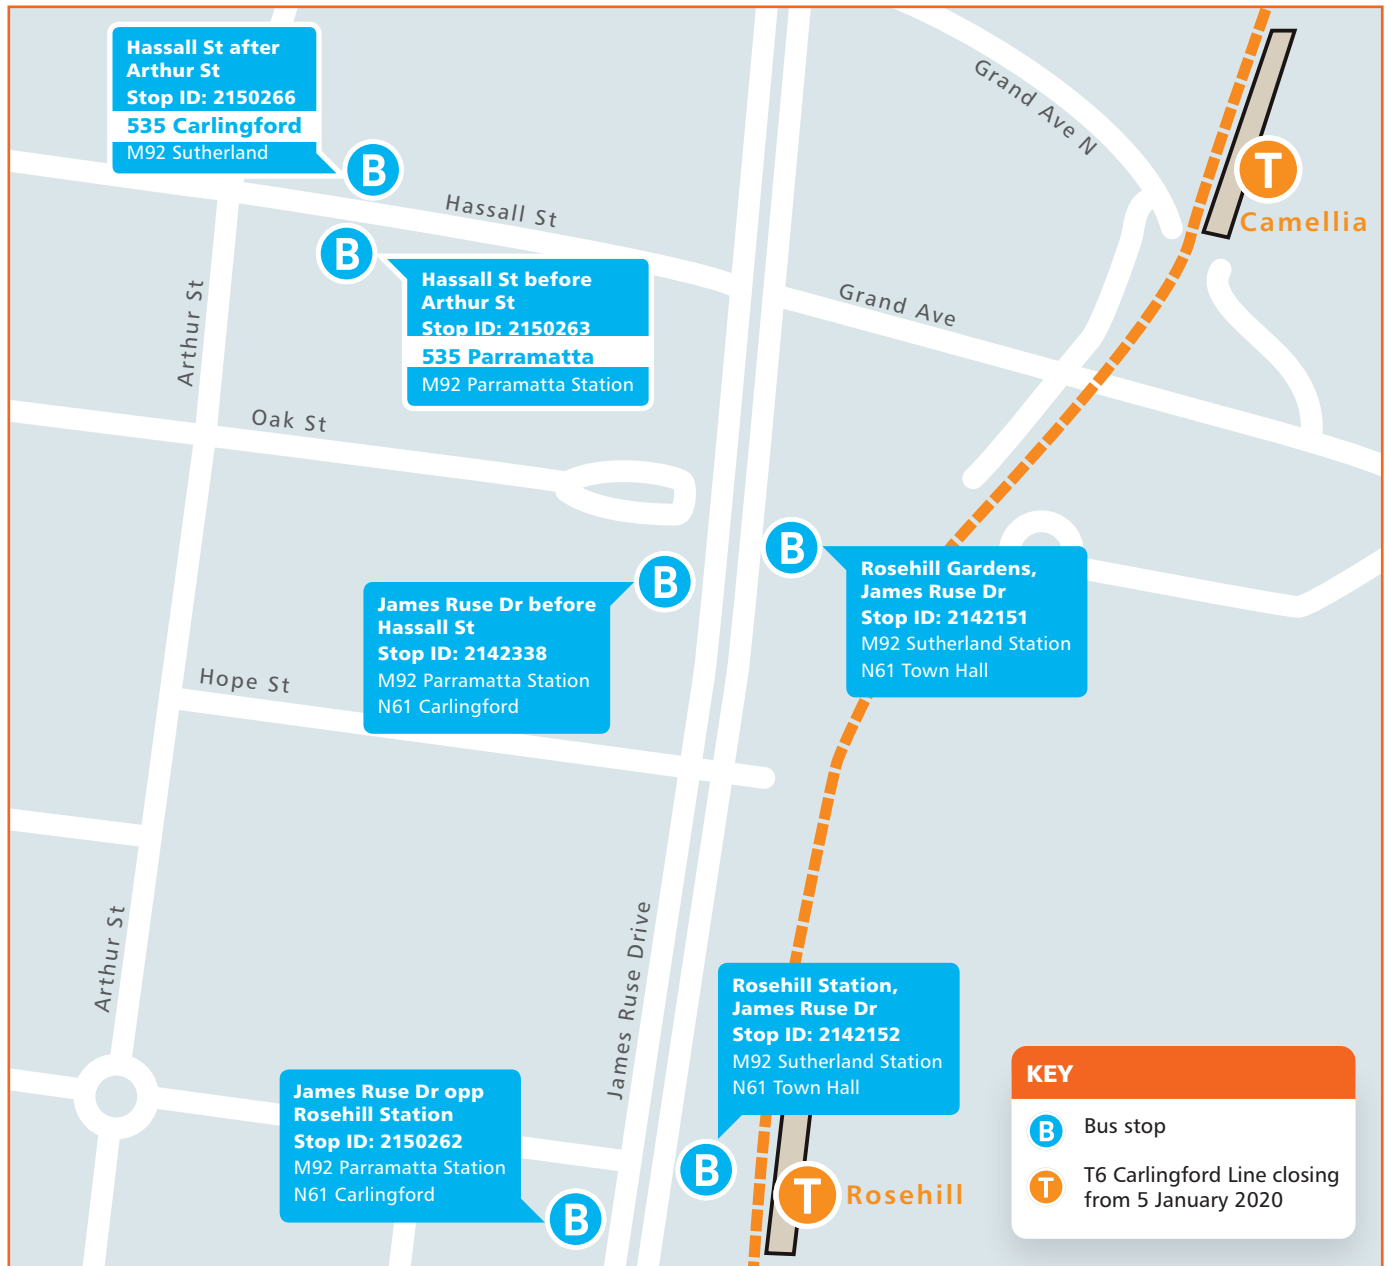 Hassall St after
Arthur St
Stop ID: 2150266
535 Carlingford
M92 Sutherland
B
Grand Ave N
T
Camellia
Hassall St
B
Hassall St before
Arthur St
Stop ID: 2150263
535 Parramatta
M92 Parramatta Station
Arthur St
Grand Ave
Oak St
B
Rosehill Gardens,
James Ruse Dr
Stop ID: 2142151
M92 Sutherland Station
N61 Town Hall
B
James Ruse Dr before
Hassall St
Stop ID: 2142338
M92 Parramatta Station
N61 Carlingford
Hope St
Arthur St
James Ruse Drive
Rosehill Station,
James Ruse Dr
Stop ID: 2142152
M92 Sutherland Station
N61 Town Hall
B
T
Rosehill
James Ruse Dr opp
Rosehill Station
Stop ID: 2150262
M92 Parramatta Station
N61 Carlingford
B
KEY
B
Bus stop
T
T6 Carlingford Line closing
from 5 January 2020